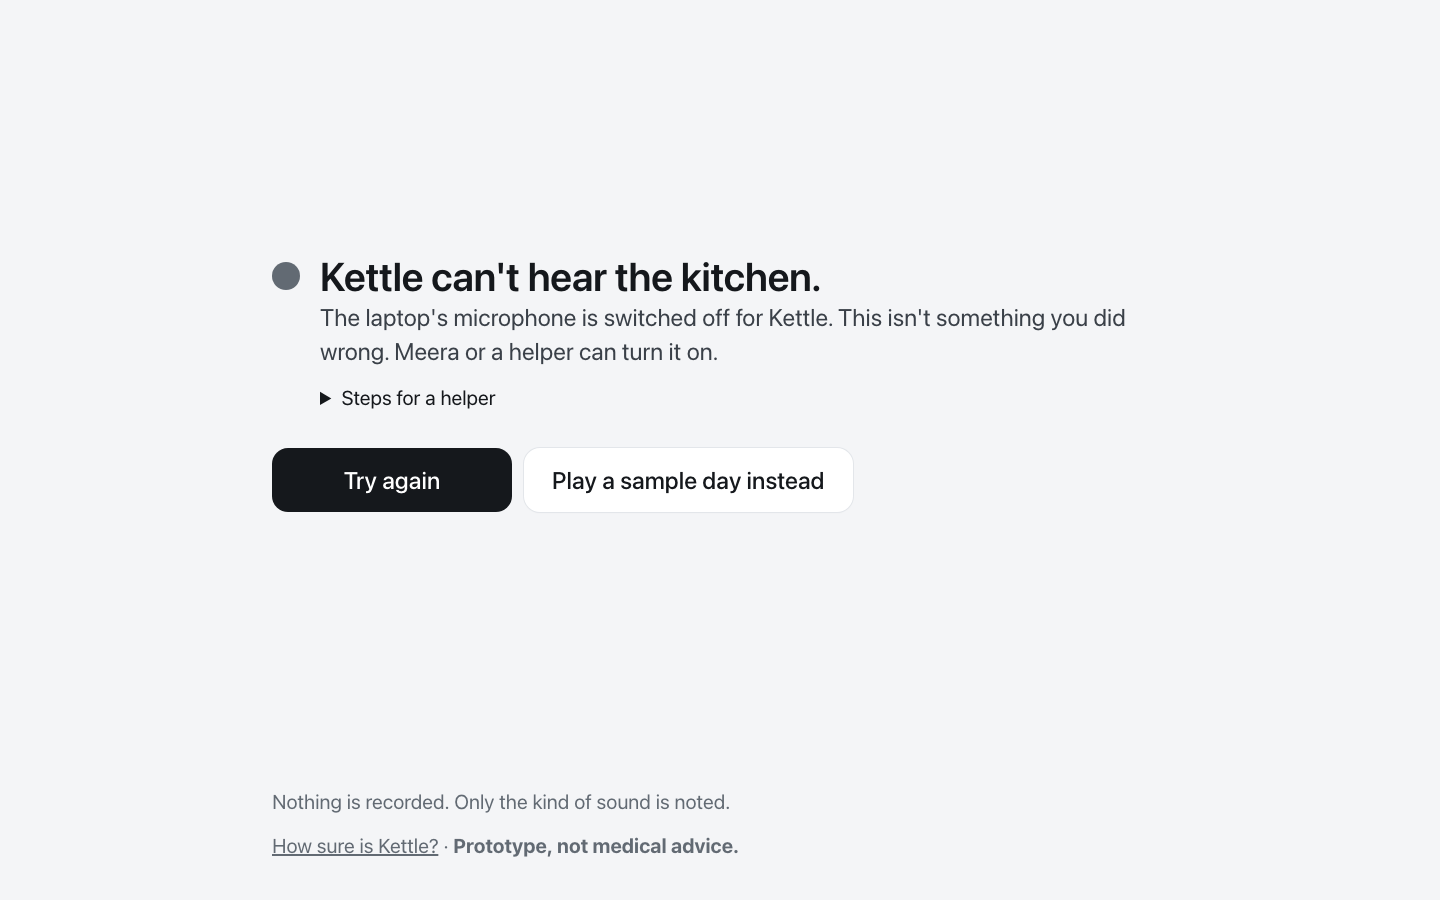 Kettle can't hear the kitchen.
The laptop's microphone is switched off for Kettle. This isn't something you did
wrong. Meera or a helper can turn it on.
Steps for a helper
Try again
Play a sample day instead
Nothing is recorded. Only the kind of sound is noted.
How sure is Kettle? · Prototype, not medical advice.